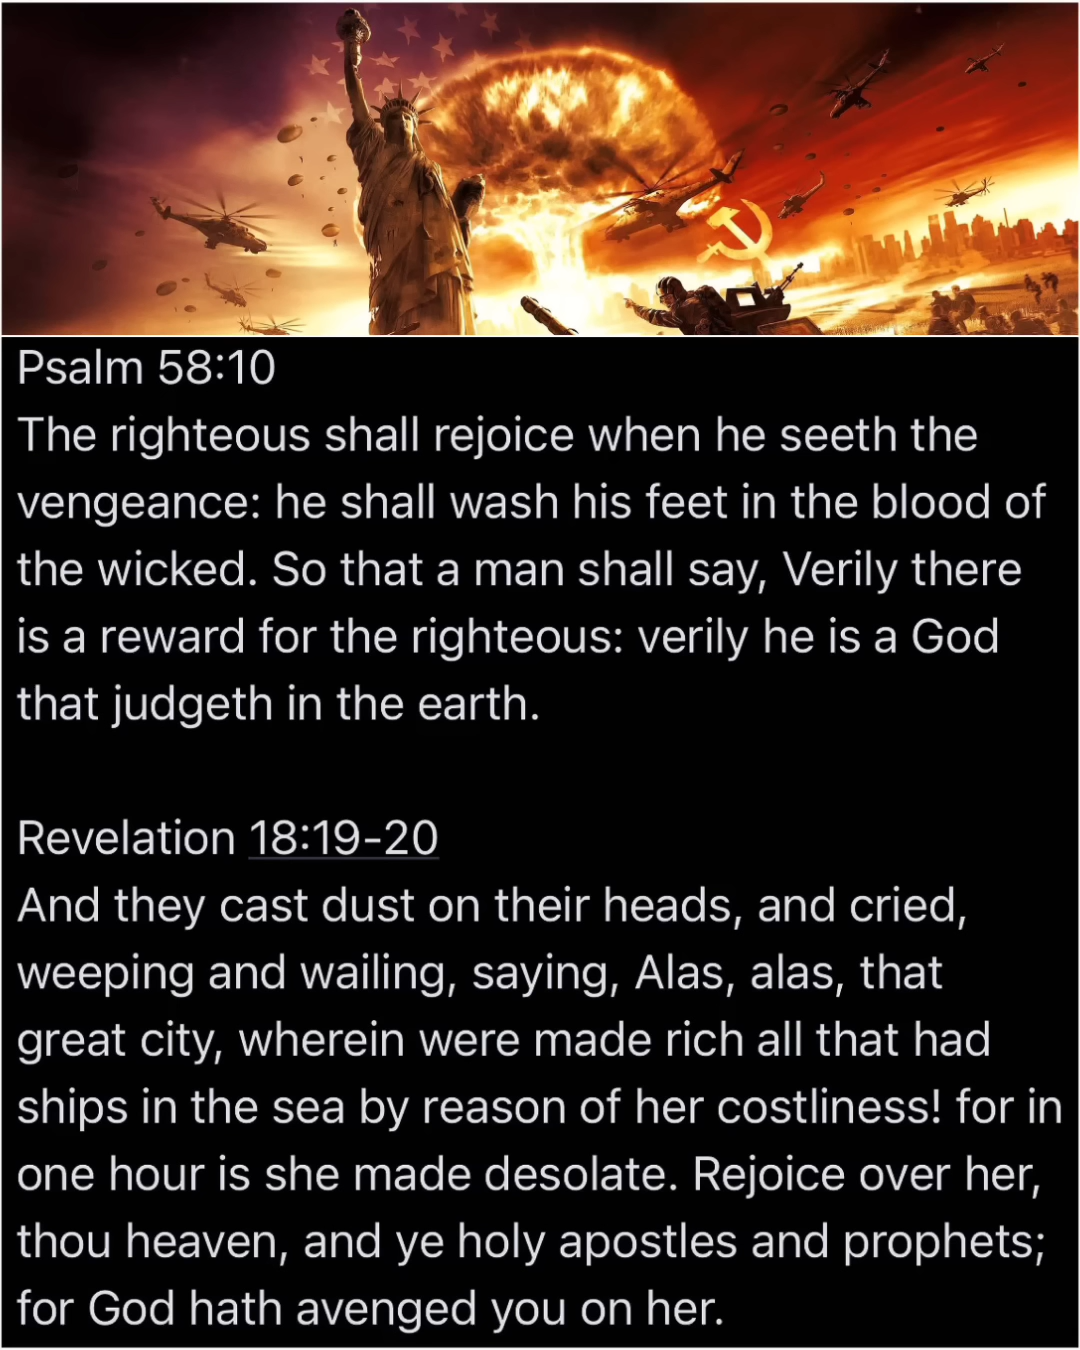 Psalm 58:10
The righteous shall rejoice when he seeth the
vengeance: he shall wash his feet in the blood of
the wicked. So that a man shall say, Verily there
is a reward for the righteous: verily he is a God
that judgeth in the earth.
Revelation 18:19-20
And they cast dust on their heads, and cried,
weeping and wailing, saying, Alas, alas, that
great city, wherein were made rich all that had
ships in the sea by reason of her costliness! for in
one hour is she made desolate. Rejoice over her,
thou heaven, and ye holy apostles and prophets;
for God hath avenged you on her.